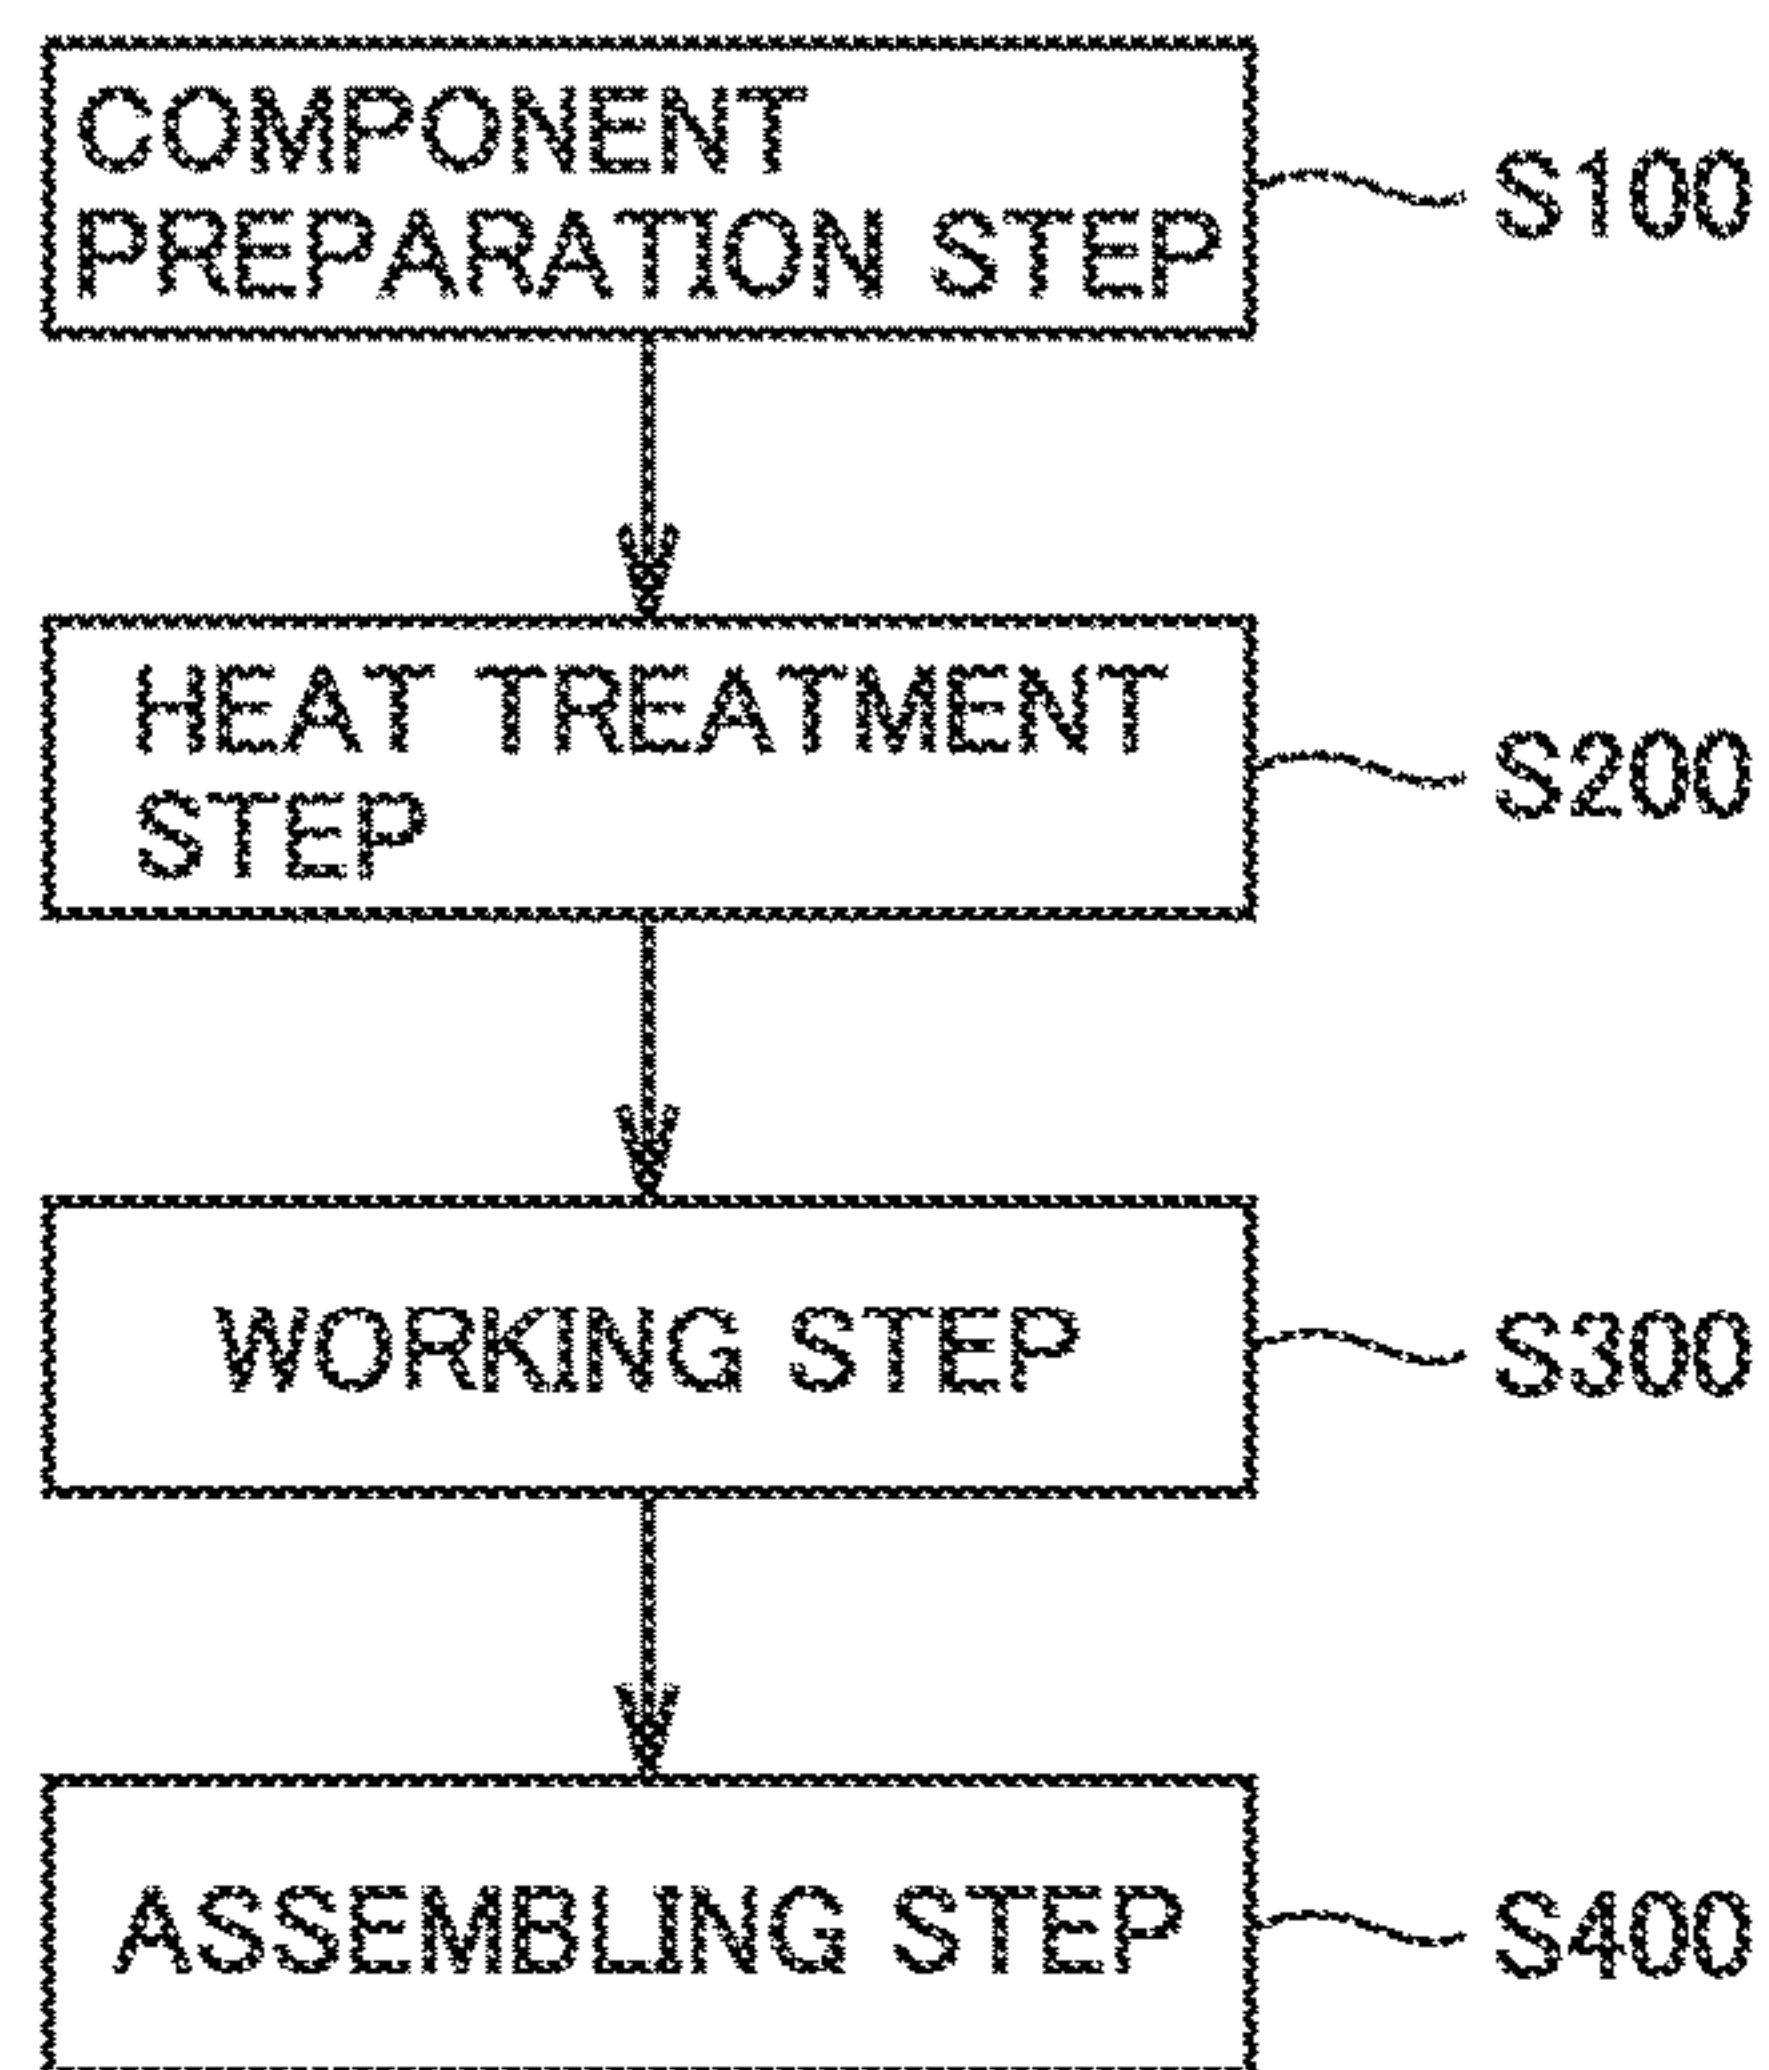 COMPONENT
PREPARATION STEP
S100
HEAT TREATMENT
STEP
S200
WORKING STEP
S300
ASSEMBLING STEP
S400